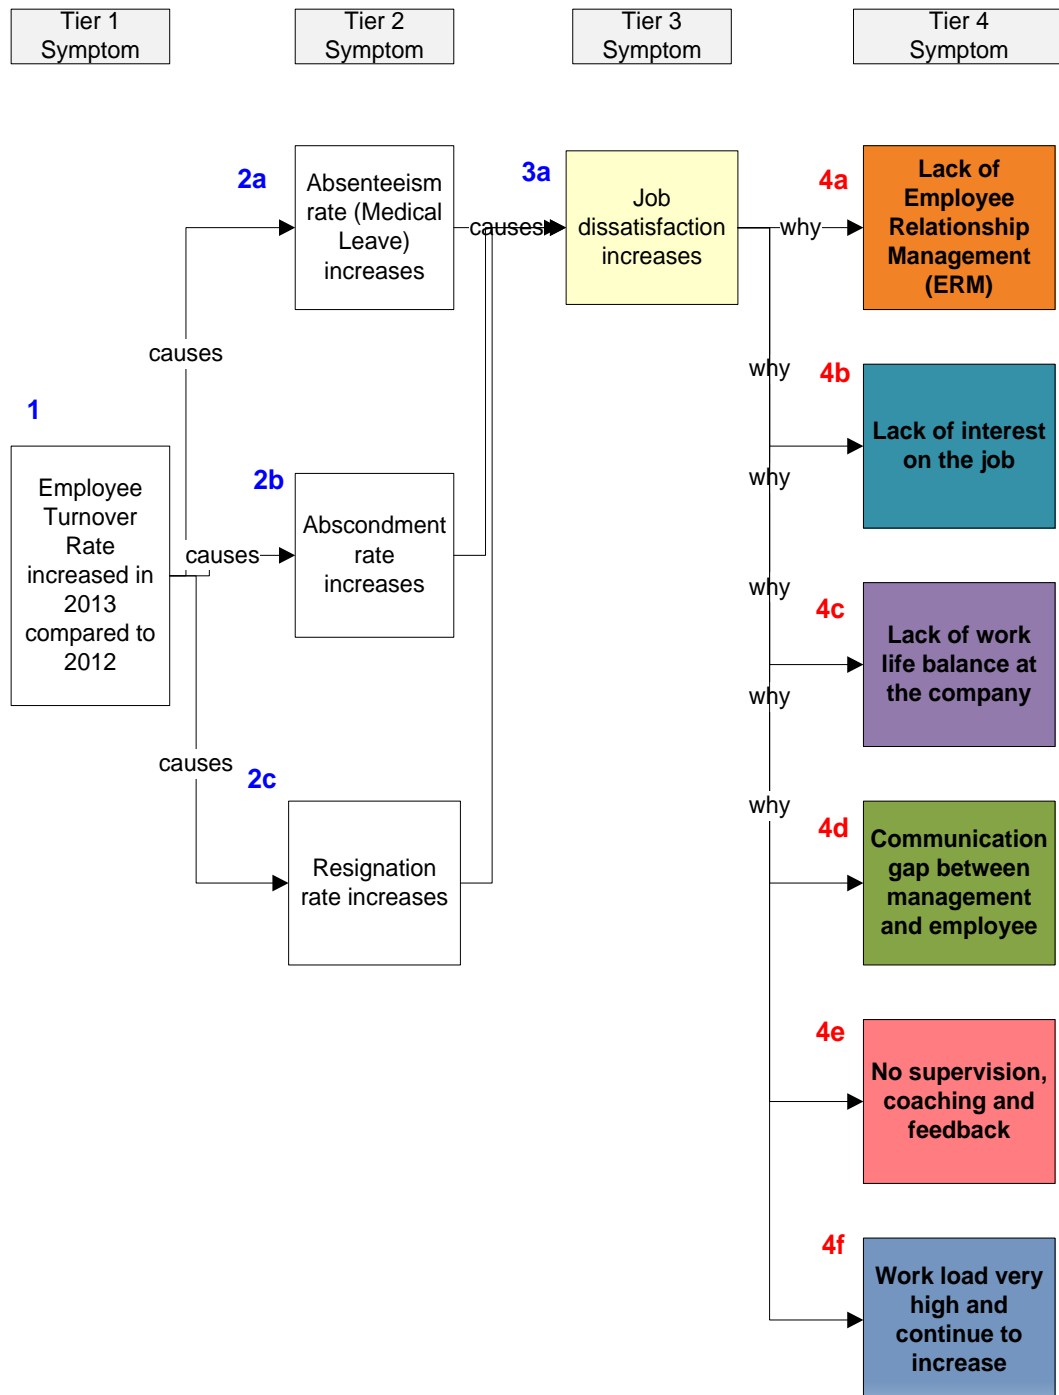 Tier 1
Symptom
Tier 2
Symptom
Tier 3
Symptom
Tier 4
Symptom
2a
Absenteeism
rate (Medical
Leave)
increases
causes
3a
Job
dissatisfaction
increases
why
4a
Lack of
Employee
Relationship
Management
(ERM)
causes
why
4b
Lack of interest
on the job
1
Employee
Turnover
Rate
increased in
2013
compared to
2012
causes
2b
Abscondment
rate
increases
why
why
4c
Lack of work
life balance at
the company
why
causes
2c
Resignation
rate increases
why
4d
Communication
gap between
management
and employee
4e
No supervision,
coaching and
feedback
4f
Work load very
high and
continue to
increase